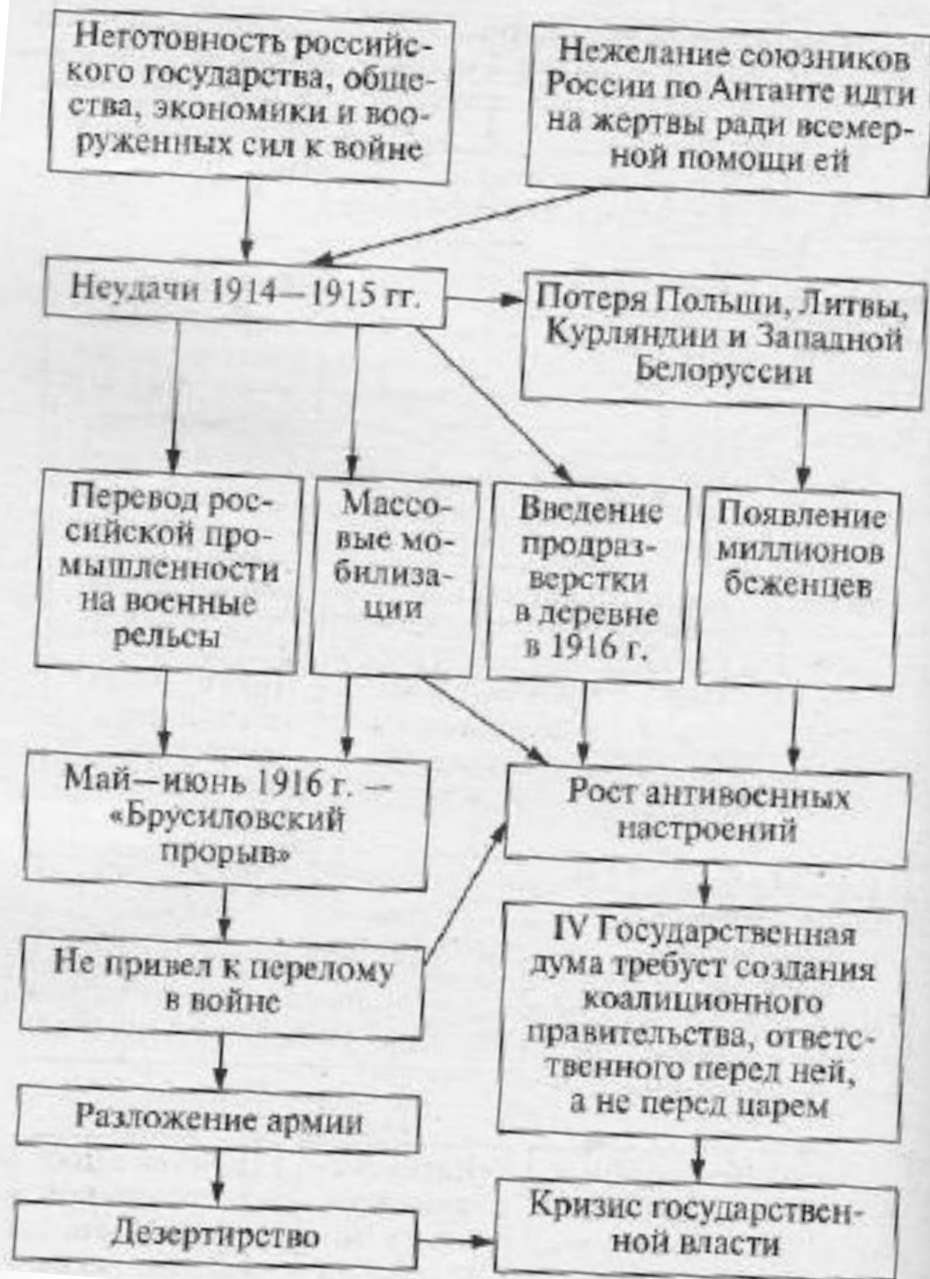 Неготовность российс-
кого государства, обще-
ства, экономики и воо-
руженных сил к войне
Нежелание союзников
России по Антанте идти
на жертвы ради всемер-
ной помощи ей
Неудачи 1914—1915 гг.
Потеря Польши, Литвы,
Курляндии и Западной
Белоруссии
Перевод рос-
сийской про-
мышленности
на военные
рельсы
Массо-
вые мо-
билиза-
ции
Введение
продраз-
верстки
в деревне
в 1916 г.
Появление
миллионов
беженцев
Май—июнь 1916 г. —
«Брусиловский
прорыв»
Рост антивоенных
настроений
Не привел к перелому
в войне
IV Государственная
дума требует создания
коалиционного
правительства, ответс-
твенного перед ней,
а не перед царем
Разложение армии
Дезертирство
Кризис государствен-
ной власти